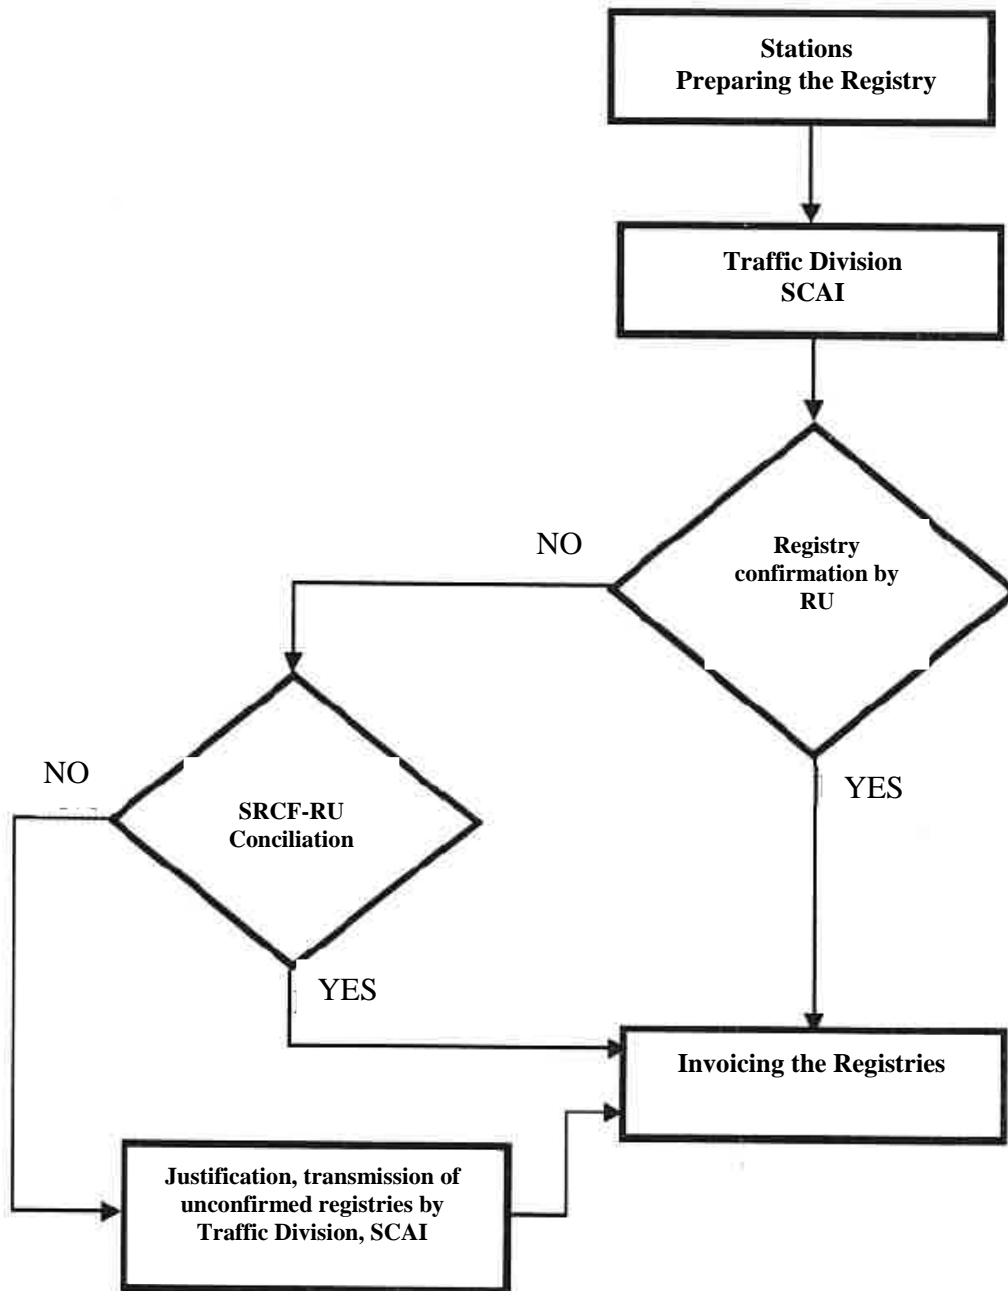 Stations
Preparing the Registry
Traffic Division
SCAI
NO
Registry
confirmation by
RU
NO
YES
SRCF-RU
Conciliation
YES
Invoicing the Registries
Justification, transmission of
unconfirmed registries by
Traffic Division, SCAI